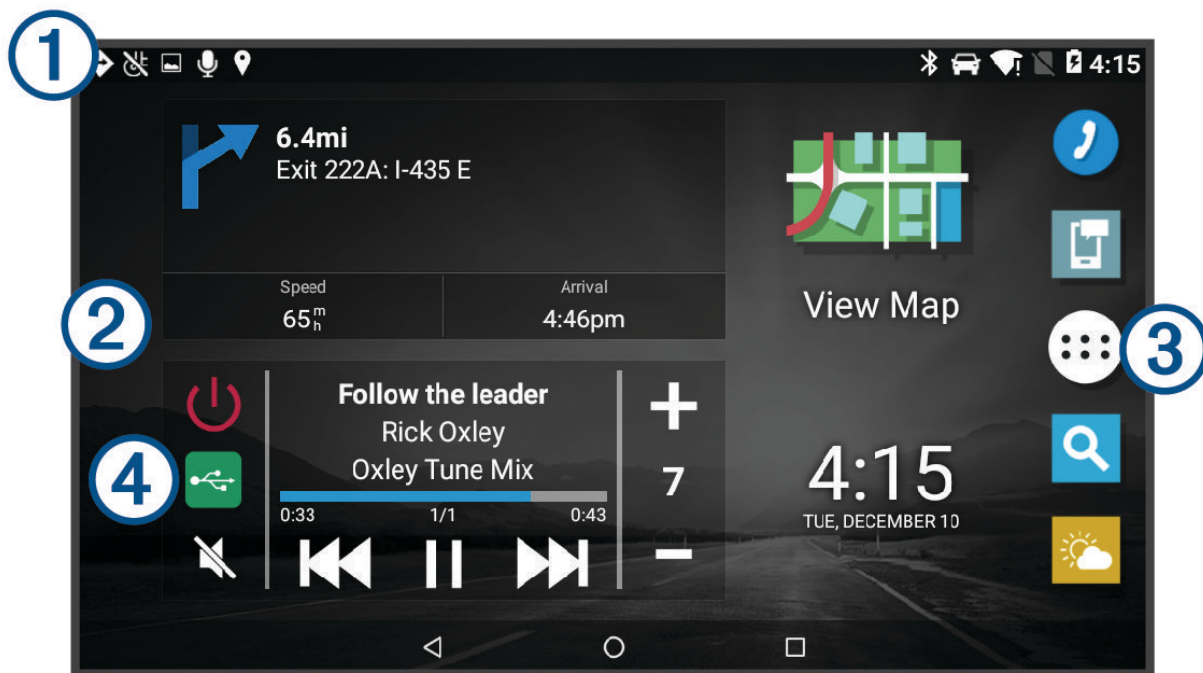 1
4:15
6.4mi
Exit 222A: I-435 E
Speed
65 m h
Arrival
4:46pm
View Map
2
3
Follow the leader
Rick Oxley
Oxley Tune Mix
0:33
1/1
0:43
7
4
4:15
TUE, DECEMBER 10